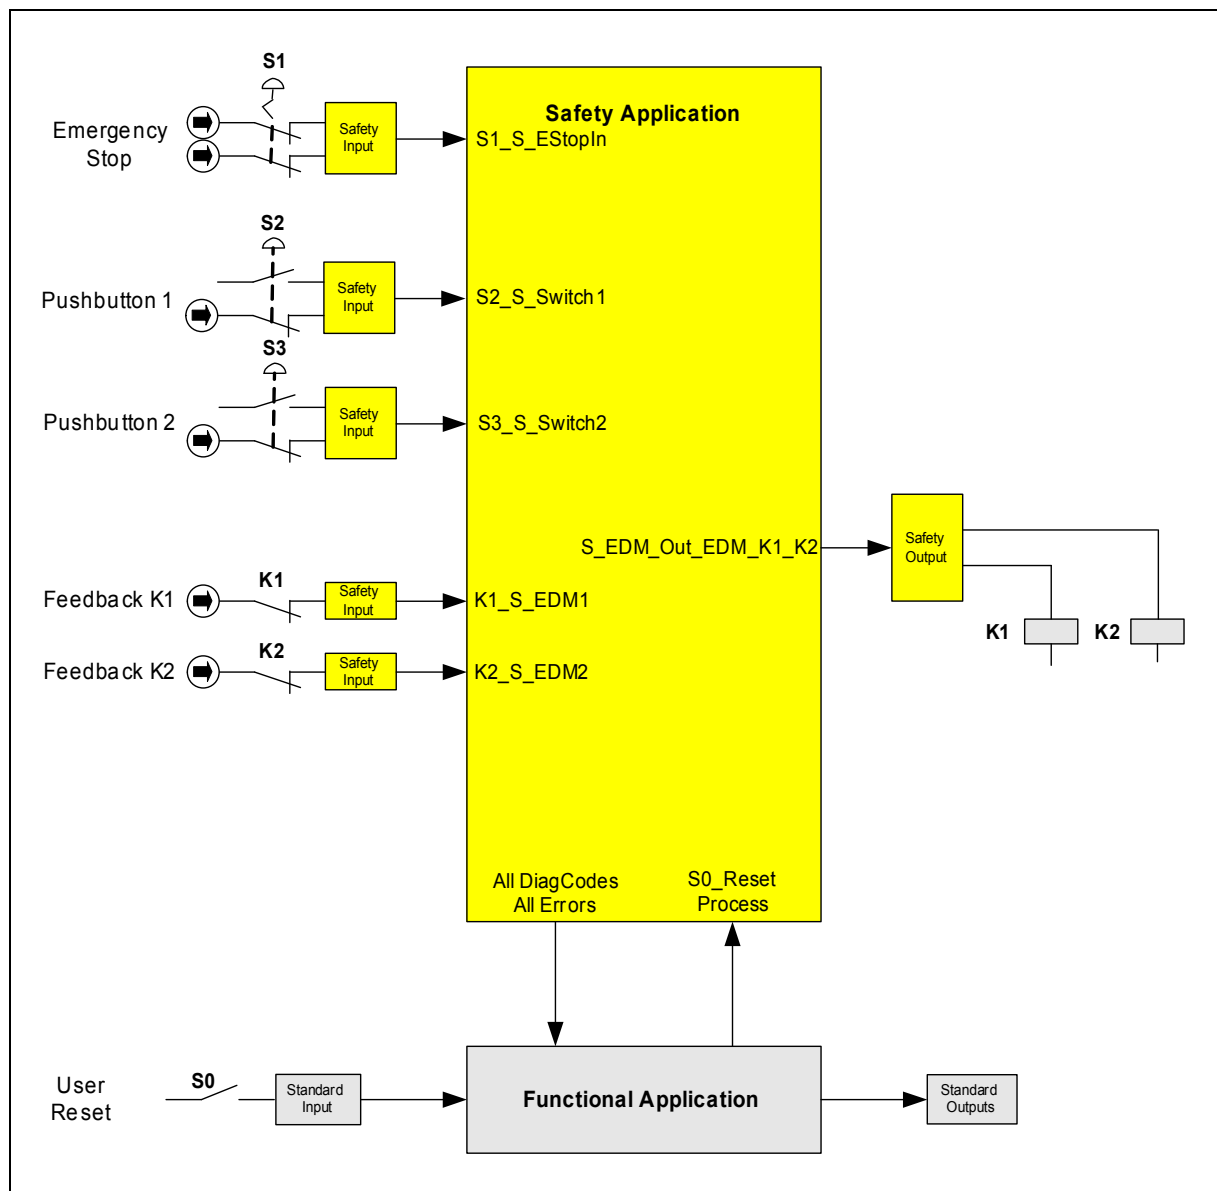 S1
Emergency
Stop
Safety
Input
Safety Application
S1_S_EStopIn
S2
Pushbutton 1
Safety
Input
S2_S_Switch1
S3
Pushbutton 2
Safety
Input
S3_S_Switch2
S_EDM_Out_EDM_K1_K2
Safety
Output
Feedback K1
K1
Safety
Input
K1_S_EDM1
K1
K2
Feedback K2
K2
Safety
Input
K2_S_EDM2
All DiagCodes
All Errors
S0_Reset
Process
User
Reset
S0
Standard
Input
Functional Application
Standard
Outputs